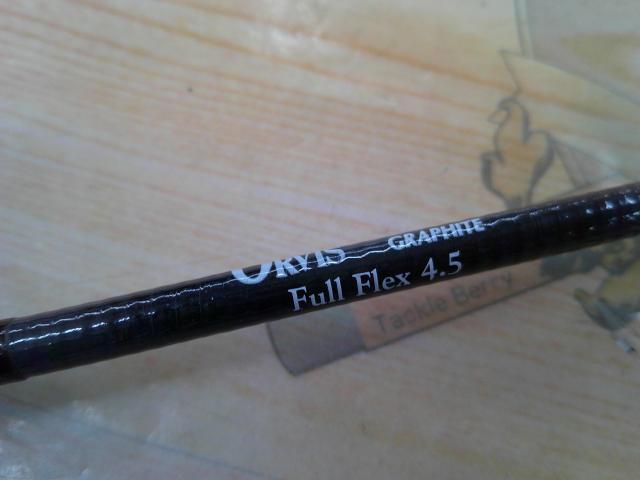 ORVIS GRAPHITE
Full Flex 4.5
Tackle Berry